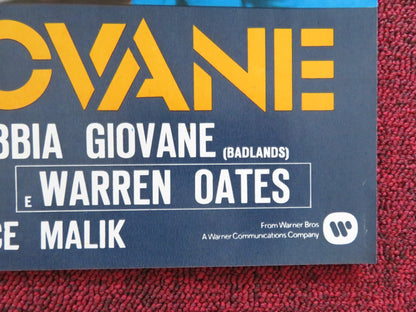 OVANE
BBIA GIOVANE (BADLANDS)
E WARREN OATES
CE MALIK
From Warner Bros
A Warner Communications Company